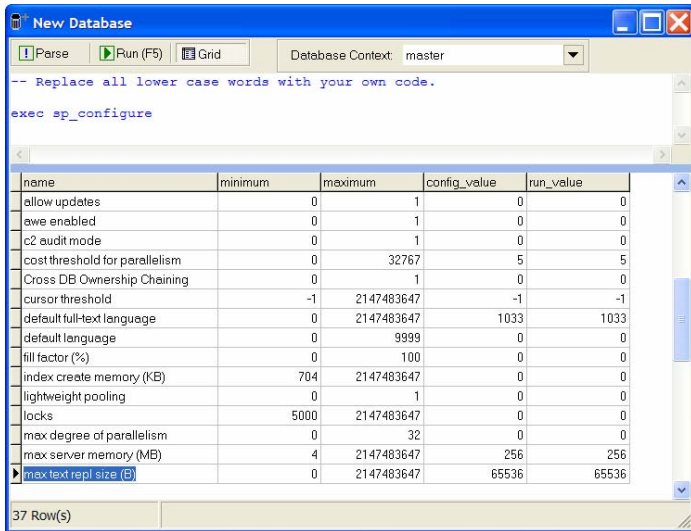 New Database
Parse Run (F5) Grid Database Context: master
-- Replace all lower case words with your own code.
exec sp_configure
name minimum maximum config_value run_value
allow updates 0 1 0 0
awe enabled 0 1 0 0
c2 audit mode 0 1 0 0
cost threshold for parallelism 0 32767 5 5
Cross DB Ownership Chaining 0 1 0 0
cursor threshold -1 2147483647 -1 -1
default full-text language 0 2147483647 1033 1033
default language 0 9999 0 0
fill factor (%) 0 100 0 0
index create memory (KB) 704 2147483647 0 0
lightweight pooling 0 1 0 0
locks 5000 2147483647 0 0
max degree of parallelism 0 32 0 0
max server memory (MB) 4 2147483647 256 256
max text repl size (B) 0 2147483647 65536 65536
37 Row(s)